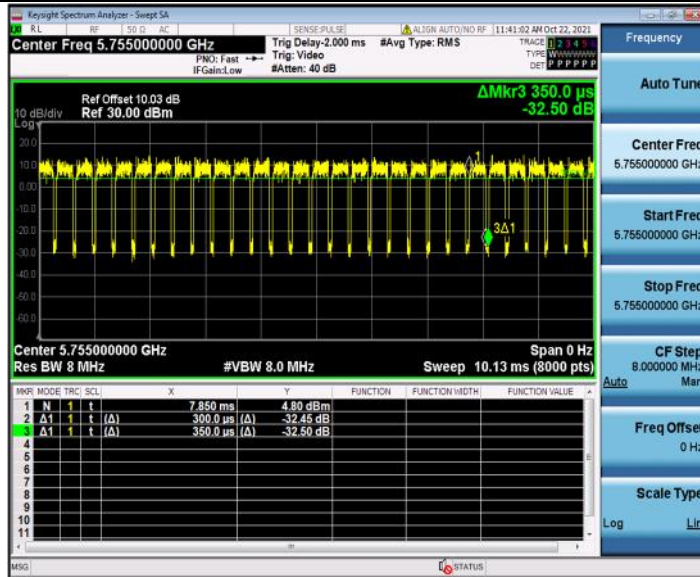 Keysight Spectrum Analyzer - Swept SA
RL RF 50 Ω AC SENSE:PULSE ALIGN AUTO/NO RF 11:41:02 AM Oct 22, 2021
Center Freq 5.755000000 GHz
PNO: Fast
IFGain:Low
Trig Delay-2.000 ms
Trig: Video
#Atten: 40 dB
#Avg Type: RMS
TRACE 1 2 3 4 5 6
TYPE
DET P P P P P P
Frequency
Auto Tune
Center Freq
5.755000000 GHz
Start Freq
5.755000000 GHz
Stop Freq
5.755000000 GHz
CF Step
8.000000 MHz
Auto Man
Freq Offset
0 Hz
Scale Type
Log Lin
ΔMkr3 350.0 µs
-32.50 dB
Ref Offset 10.03 dB
10 dB/div Ref 30.00 dBm
Log
20.0
10.0
0.00
-10.0
-20.0
-30.0
-40.0
-50.0
-60.0
1
3Δ1
Center 5.755000000 GHz Span 0 Hz
Res BW 8 MHz #VBW 8.0 MHz Sweep 10.13 ms (8000 pts)
MKR MODE TRC SCL X Y FUNCTION FUNCTION WIDTH FUNCTION VALUE
1 N 1 t 7.850 ms 4.80 dBm
2 Δ1 1 t (Δ) 300.0 µs (Δ) -32.45 dB
3 Δ1 1 t (Δ) 350.0 µs (Δ) -32.50 dB
4
5
6
7
8
9
10
11
MSG STATUS